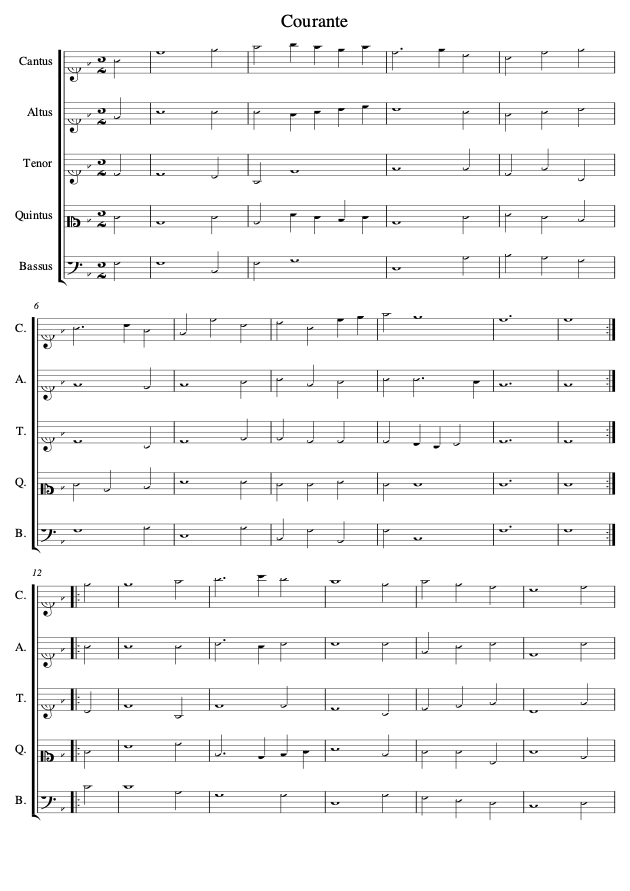 Courante
Cantus
Altus
Tenor
Quintus
Bassus
6
C.
A.
T.
Q.
B.
12
C.
A.
T.
Q.
B.